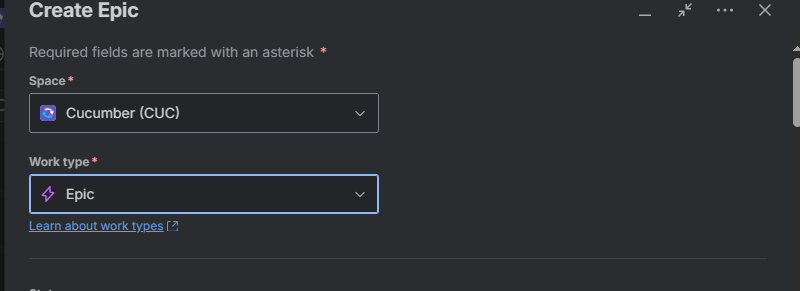 Create Epic
Required fields are marked with an asterisk *
Space*
Cucumber (CUC)
Work type*
Epic
Learn about work types